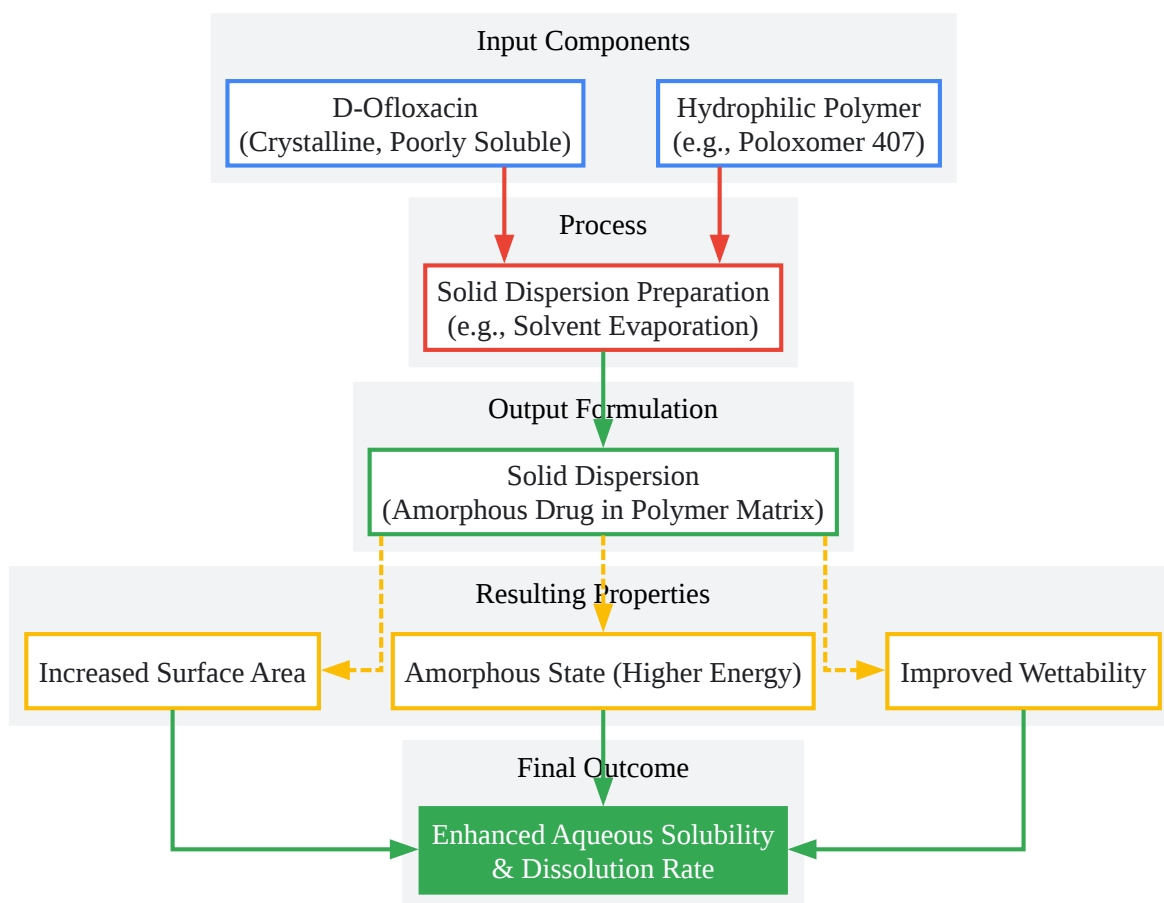 Input Components
D-Ofloxacin
(Crystalline, Poorly Soluble)
Hydrophilic Polymer
(e.g., Poloxomer 407)
Process
Solid Dispersion Preparation
(e.g., Solvent Evaporation)
Output Formulation
Solid Dispersion
(Amorphous Drug in Polymer Matrix)
Resulting Properties
Increased Surface Area
Amorphous State (Higher Energy)
Improved Wettability
Final Outcome
Enhanced Aqueous Solubility
& Dissolution Rate